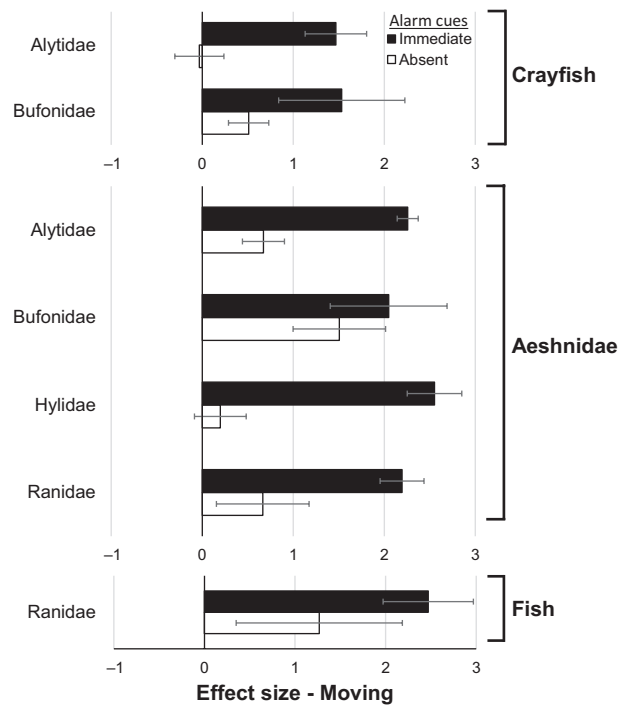 Alarm cues
Immediate
Absent
Alytidae
Bufonidae
Crayfish
–1 0 1 2 3
Alytidae
Bufonidae
Hylidae
Ranidae
Aeshnidae
–1 0 1 2 3
Ranidae
Fish
–1 0 1 2 3
Effect size - Moving